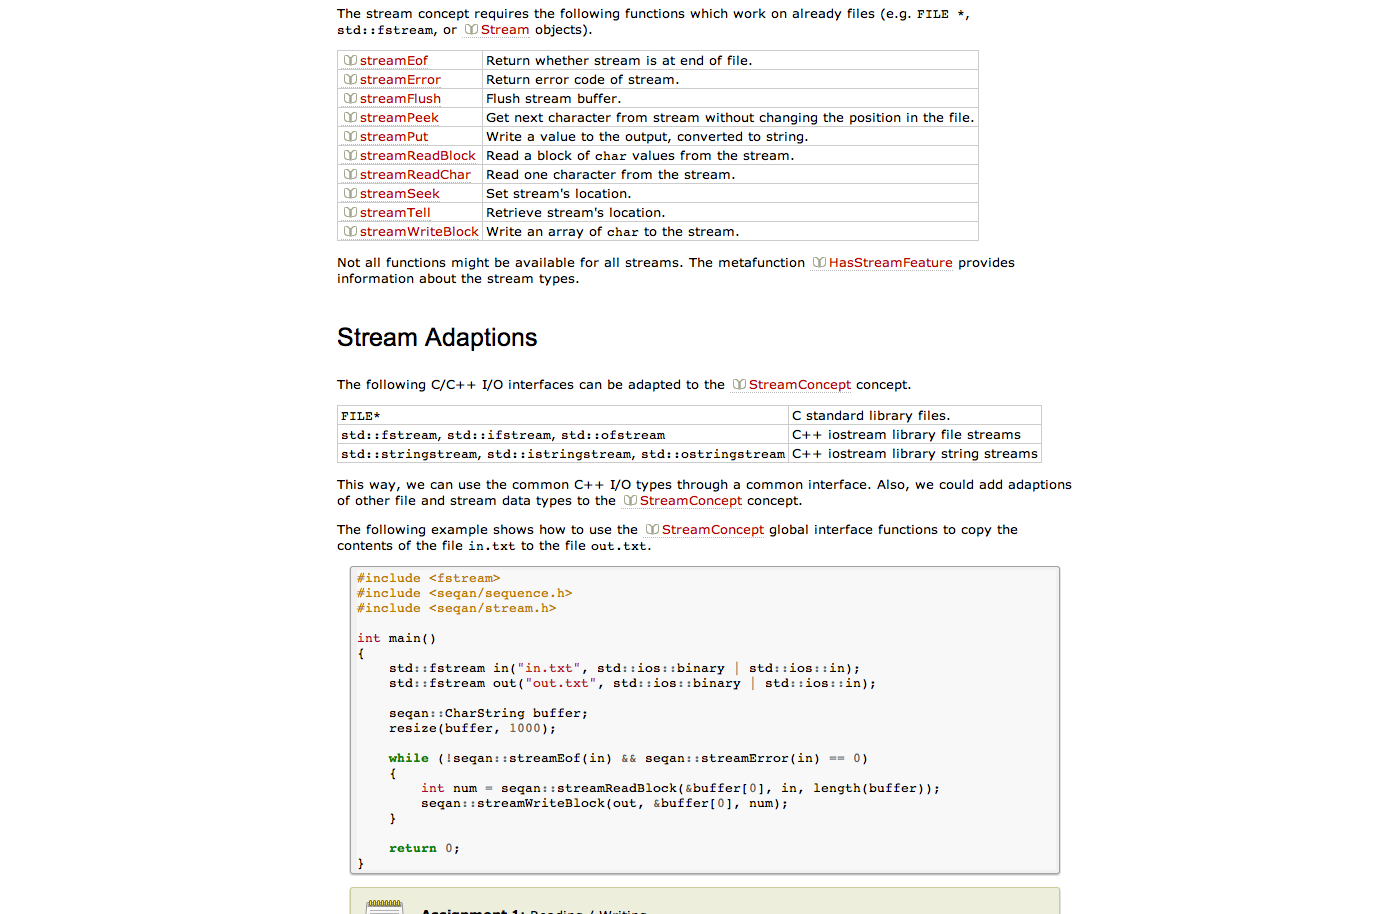 The stream concept requires the following functions which work on already files (e.g. FILE *,
std::fstream, or Stream objects).
streamEof Return whether stream is at end of file.
streamError Return error code of stream.
streamFlush Flush stream buffer.
streamPeek Get next character from stream without changing the position in the file.
streamPut Write a value to the output, converted to string.
streamReadBlock Read a block of char values from the stream.
streamReadChar Read one character from the stream.
streamSeek Set stream's location.
streamTell Retrieve stream's location.
streamWriteBlock Write an array of char to the stream.
Not all functions might be available for all streams. The metafunction HasStreamFeature provides
information about the stream types.
Stream Adaptions
The following C/C++ I/O interfaces can be adapted to the StreamConcept concept.
FILE* C standard library files.
std::fstream, std::ifstream, std::ofstream C++ iostream library file streams
std::stringstream, std::istringstream, std::ostringstream C++ iostream library string streams
This way, we can use the common C++ I/O types through a common interface. Also, we could add adaptions
of other file and stream data types to the StreamConcept concept.
The following example shows how to use the StreamConcept global interface functions to copy the
contents of the file in.txt to the file out.txt.
#include <fstream>
#include <seqan/sequence.h>
#include <seqan/stream.h>
int main()
{
std::fstream in("in.txt", std::ios::binary | std::ios::in);
std::fstream out("out.txt", std::ios::binary | std::ios::in);
seqan::CharString buffer;
resize(buffer, 1000);
while (!seqan::streamEof(in) && seqan::streamError(in) == 0)
{
int num = seqan::streamReadBlock(&buffer[0], in, length(buffer));
seqan::streamWriteBlock(out, &buffer[0], num);
}
return 0;
}
Assignment 1: Reading / Writing